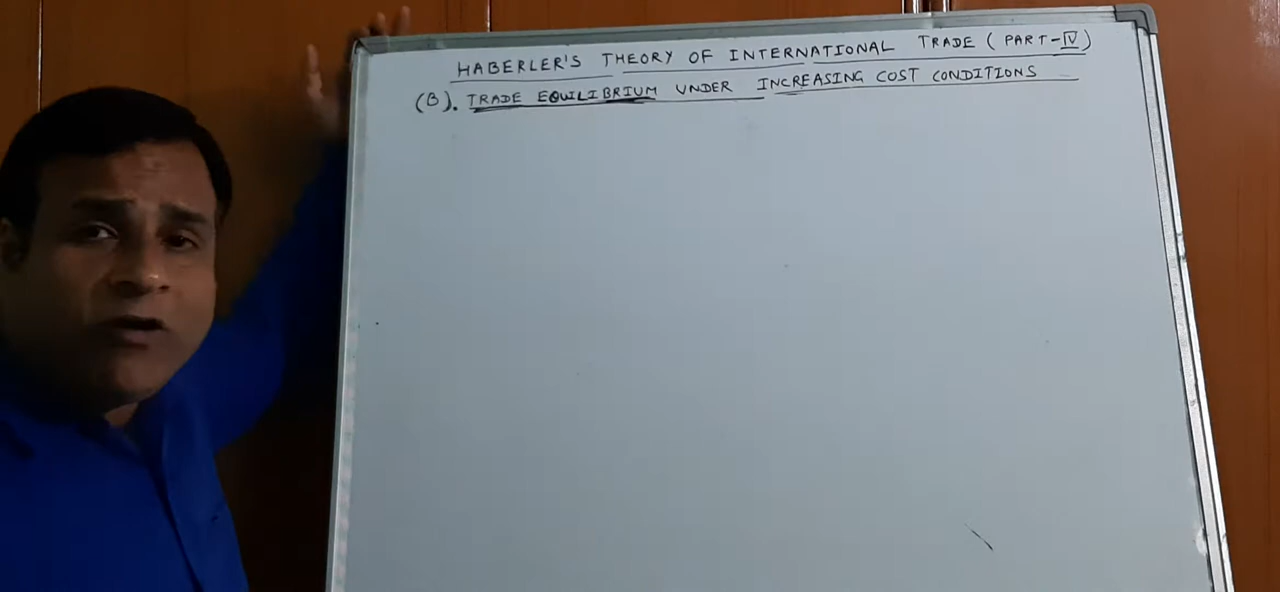 HABERLER'S THEORY OF INTERNATIONAL TRADE (PART-IV)
(B). TRADE EQUILIBRIUM UNDER INCREASING COST CONDITIONS